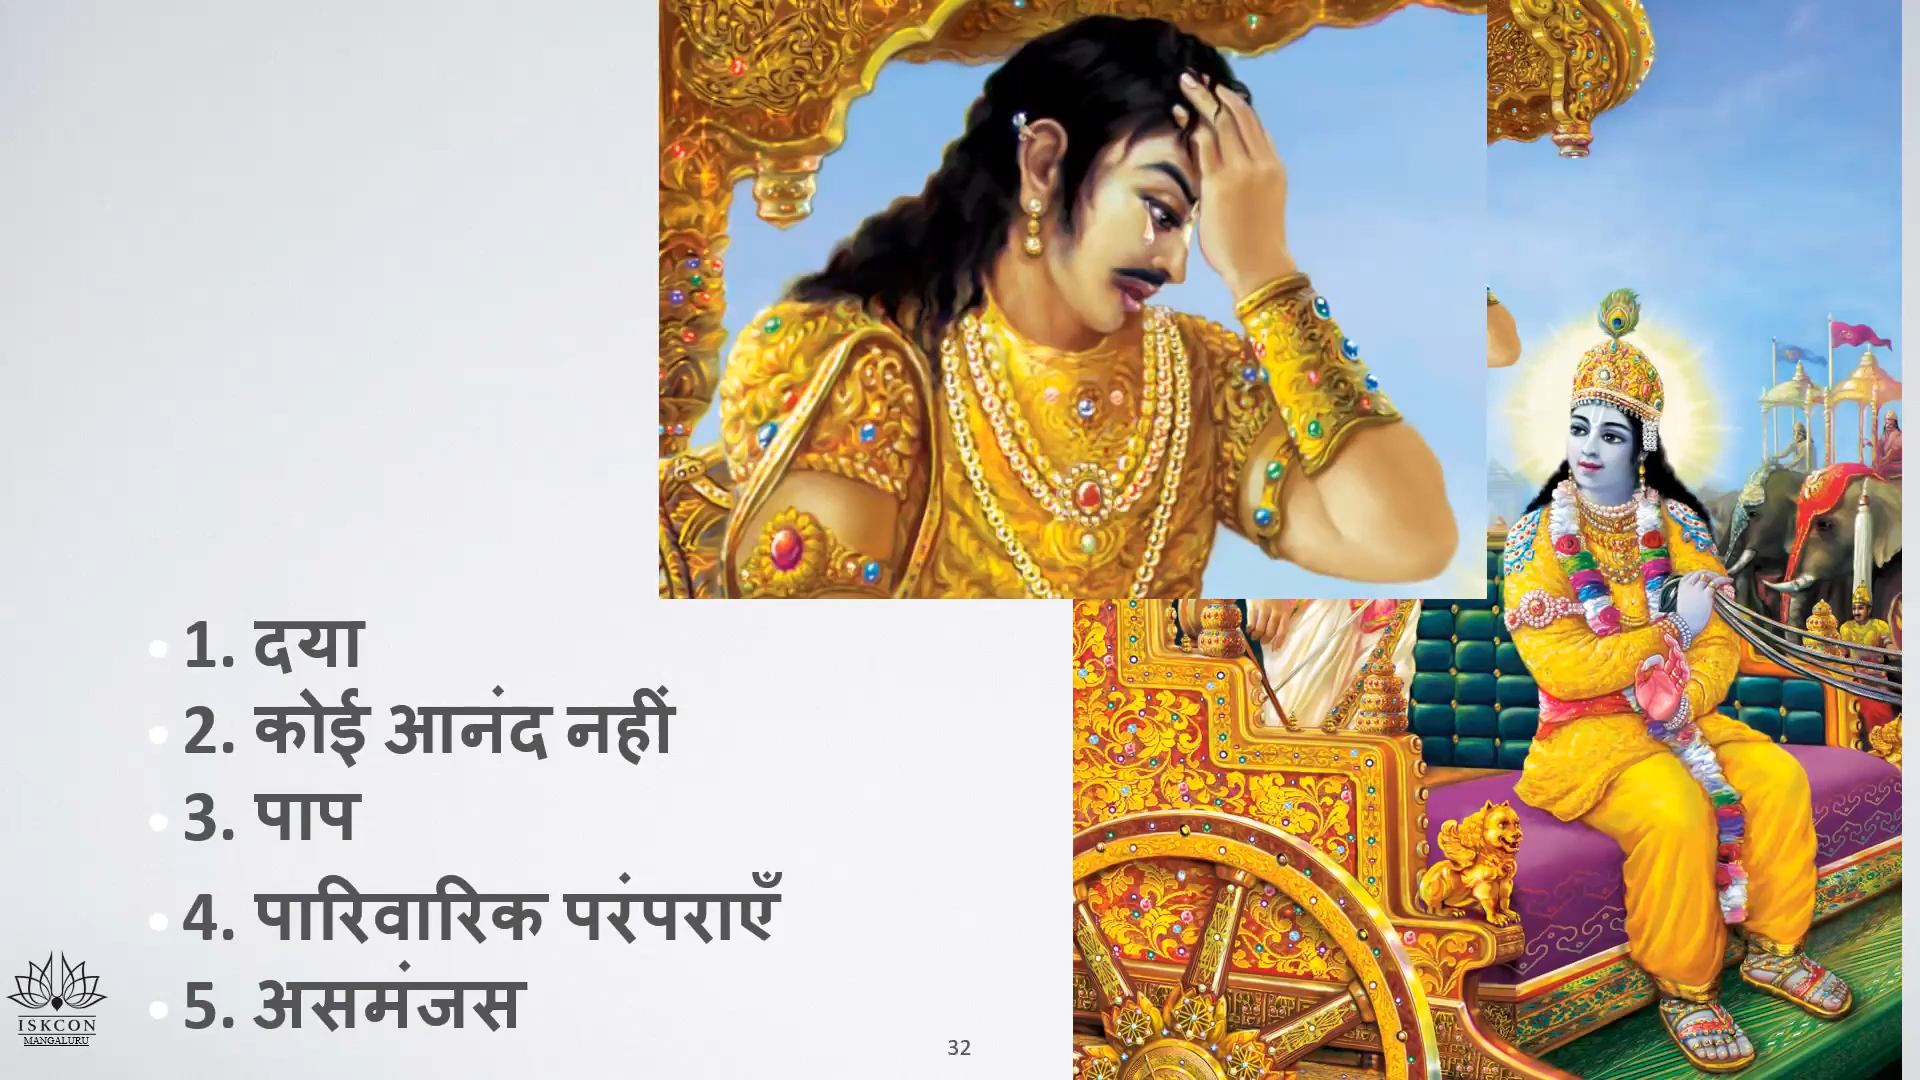 1. दया
2. कोई आनंद नहीं
3. पाप
4. पारिवारिक परंपराएँ
5. असमंजस
ISKCON
MANGALURU
32